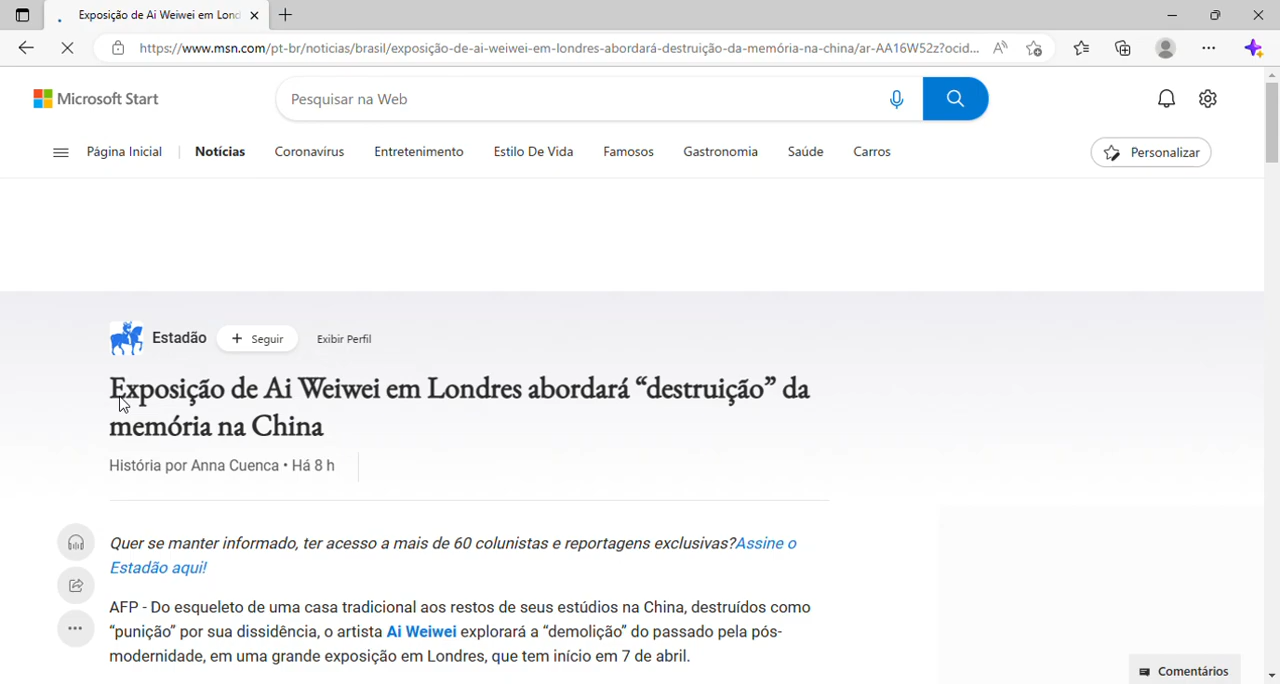 Exposição de Ai Weiwei em Lond
https://www.msn.com/pt-br/noticias/brasil/exposição-de-ai-weiwei-em-londres-abordará-destruição-da-memória-na-china/ar-AA16W52z?ocid...
Microsoft Start
Pesquisar na Web
Página Inicial
Notícias
Coronavírus
Entretenimento
Estilo De Vida
Famosos
Gastronomia
Saúde
Carros
Personalizar
Estadão
+ Seguir
Exibir Perfil
Exposição de Ai Weiwei em Londres abordará “destruição” da
memória na China
História por Anna Cuenca • Há 8 h
Quer se manter informado, ter acesso a mais de 60 colunistas e reportagens exclusivas?Assine o
Estadão aqui!
AFP - Do esqueleto de uma casa tradicional aos restos de seus estúdios na China, destruídos como
“punição” por sua dissidência, o artista Ai Weiwei explorará a “demolição” do passado pela pós-
modernidade, em uma grande exposição em Londres, que tem início em 7 de abril.
Comentários